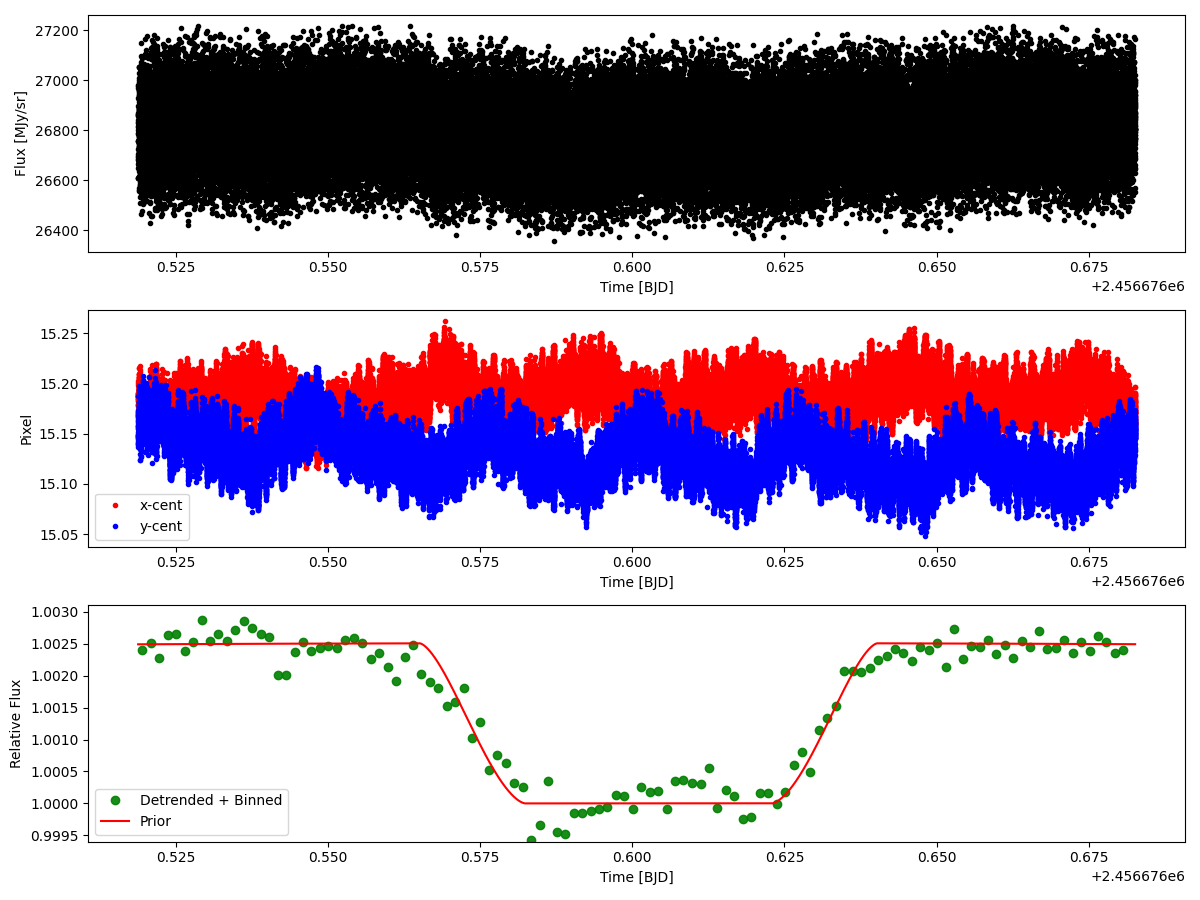 27200
27000
26800
26600
26400
Flux [MJy/sr]
0.525 0.550 0.575 0.600 0.625 0.650 0.675
Time [BJD]
+2.456676e6
15.25
15.20
15.15
15.10
15.05
Pixel
x-cent
y-cent
0.525 0.550 0.575 0.600 0.625 0.650 0.675
Time [BJD]
+2.456676e6
1.0030
1.0025
1.0020
1.0015
1.0010
1.0005
1.0000
0.9995
Relative Flux
Detrended + Binned
Prior
0.525 0.550 0.575 0.600 0.625 0.650 0.675
Time [BJD]
+2.456676e6